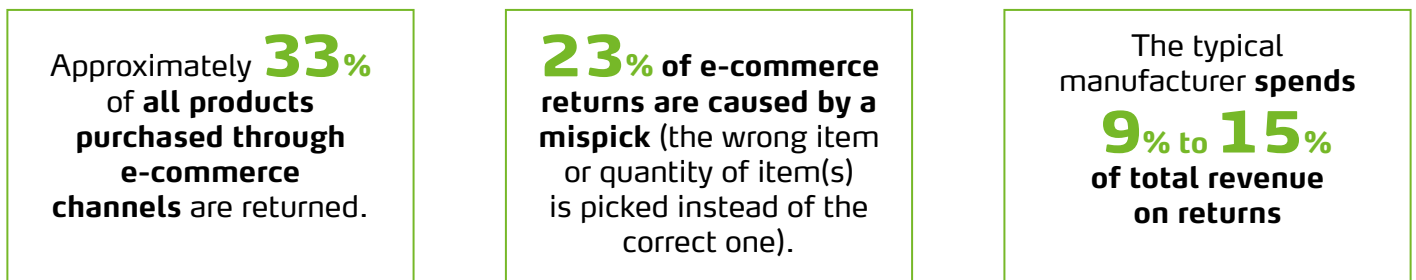 Approximately 33%
of all products
purchased through
e-commerce
channels are returned.
23% of e-commerce
returns are caused by a
mispick (the wrong item
or quantity of item(s)
is picked instead of the
correct one).
The typical
manufacturer spends
9% to 15%
of total revenue
on returns